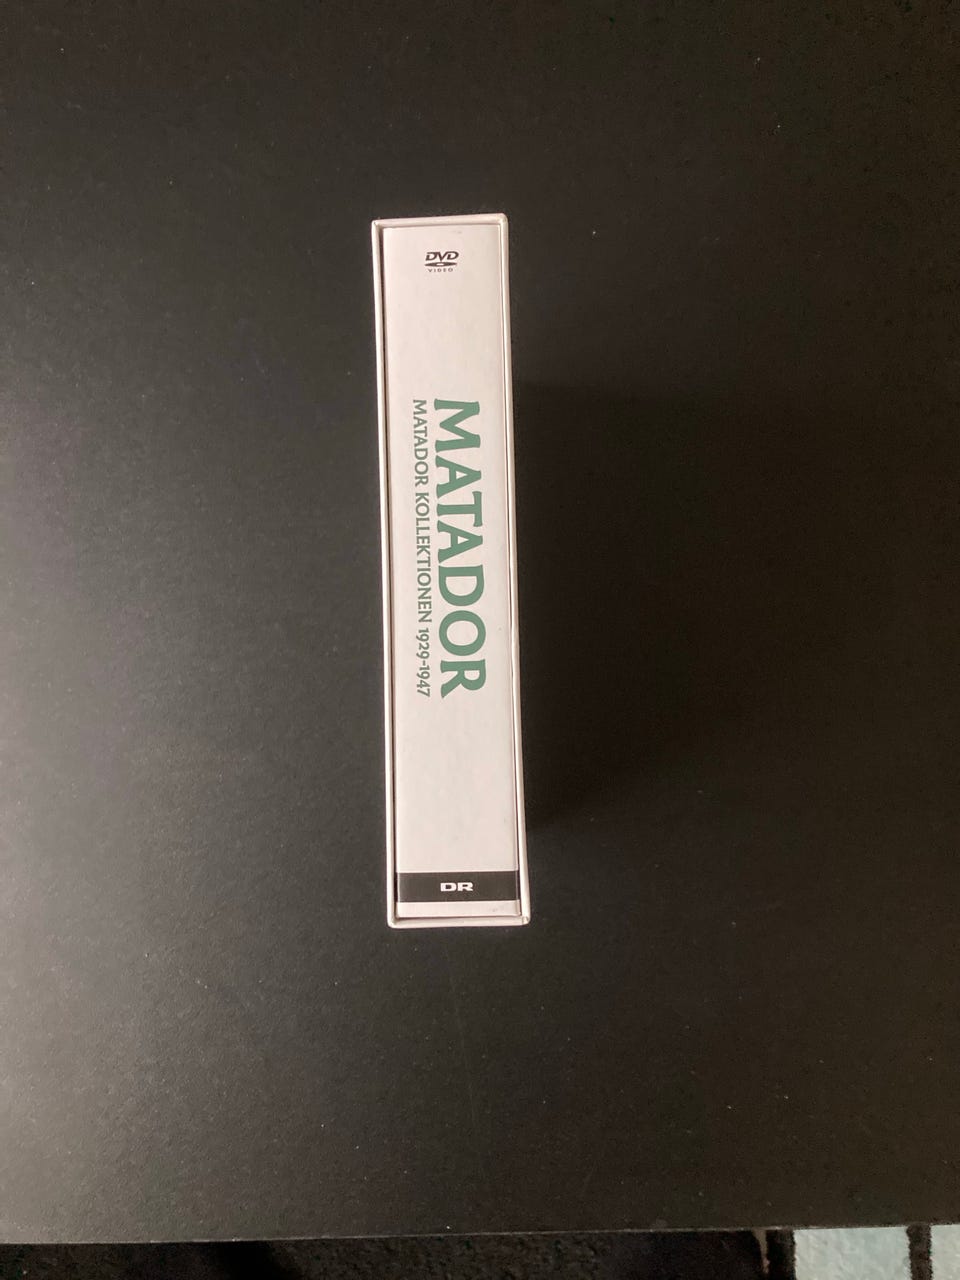 DVD
VIDEO
MATADOR
MATADOR KOLLEKTIONEN 1929-1947
DR